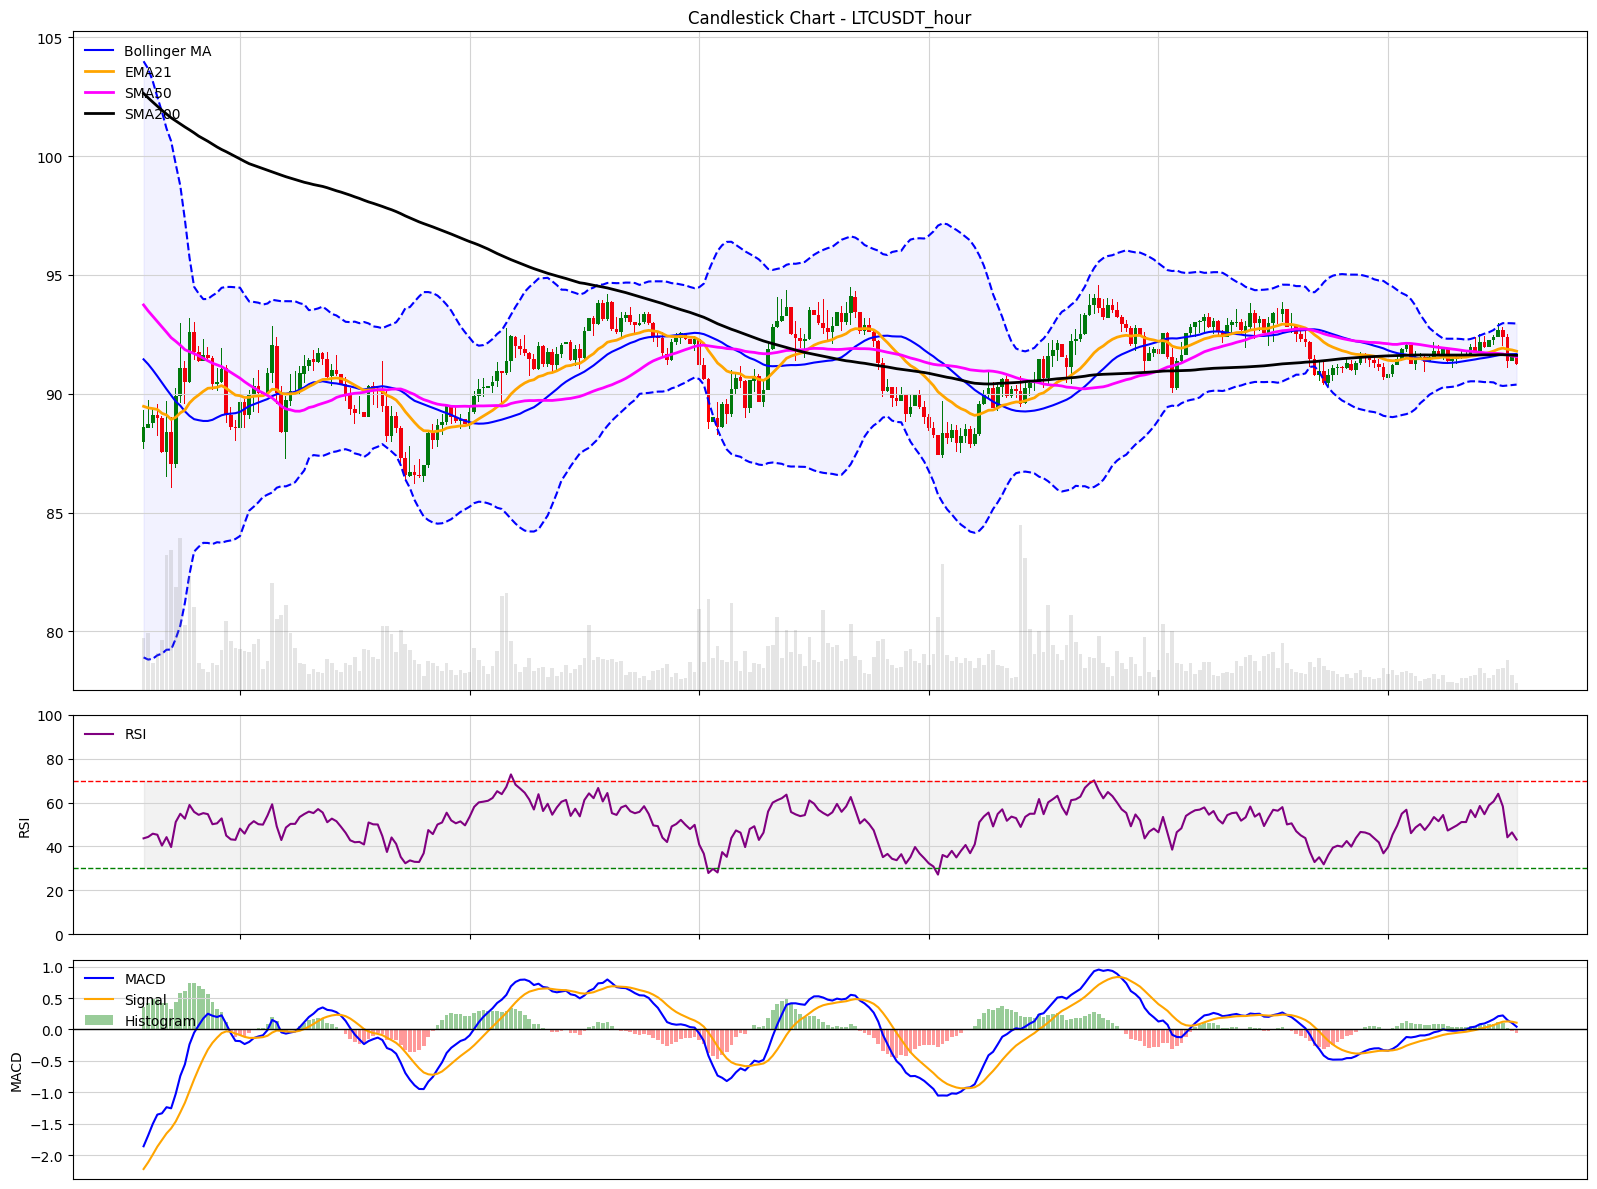 Candlestick Chart - LTCUSDT_hour
105
100
95
90
85
80
Bollinger MA
EMA21
SMA50
SMA200
100
80
60
40
20
0
RSI
RSI
1.0
0.5
0.0
−0.5
−1.0
−1.5
−2.0
MACD
MACD
Signal
Histogram